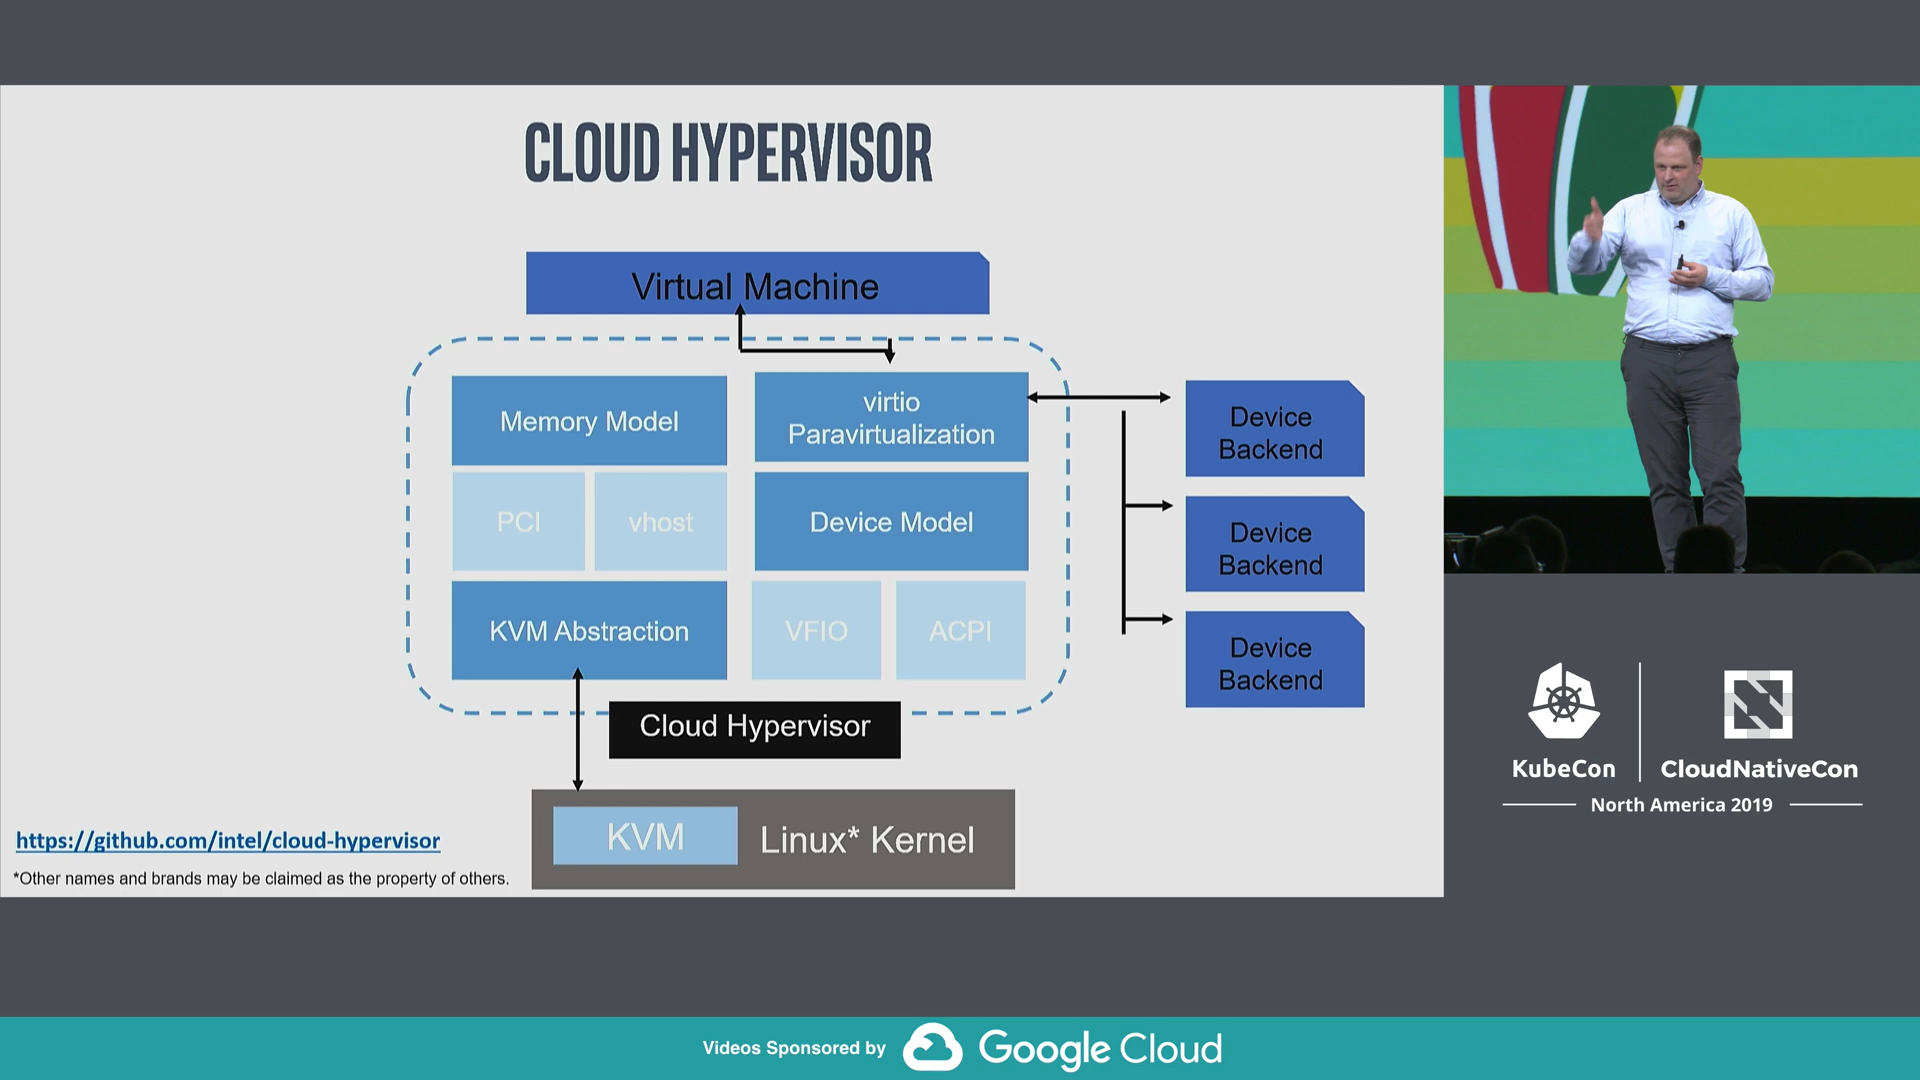 CLOUD HYPERVISOR
Virtual Machine
Memory Model
virtio
Paravirtualization
PCI
vhost
Device Model
KVM Abstraction
VFIO
ACPI
Cloud Hypervisor
KVM
Linux* Kernel
Device
Backend
Device
Backend
Device
Backend
https://github.com/intel/cloud-hypervisor
*Other names and brands may be claimed as the property of others.
KubeCon
CloudNativeCon
North America 2019
Videos Sponsored by
Google Cloud